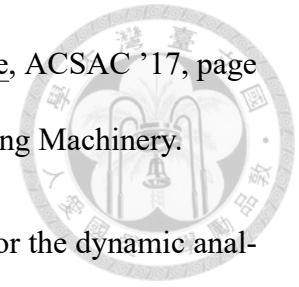 e, ACSAC ’17, page
ng Machinery.
or the dynamic anal-